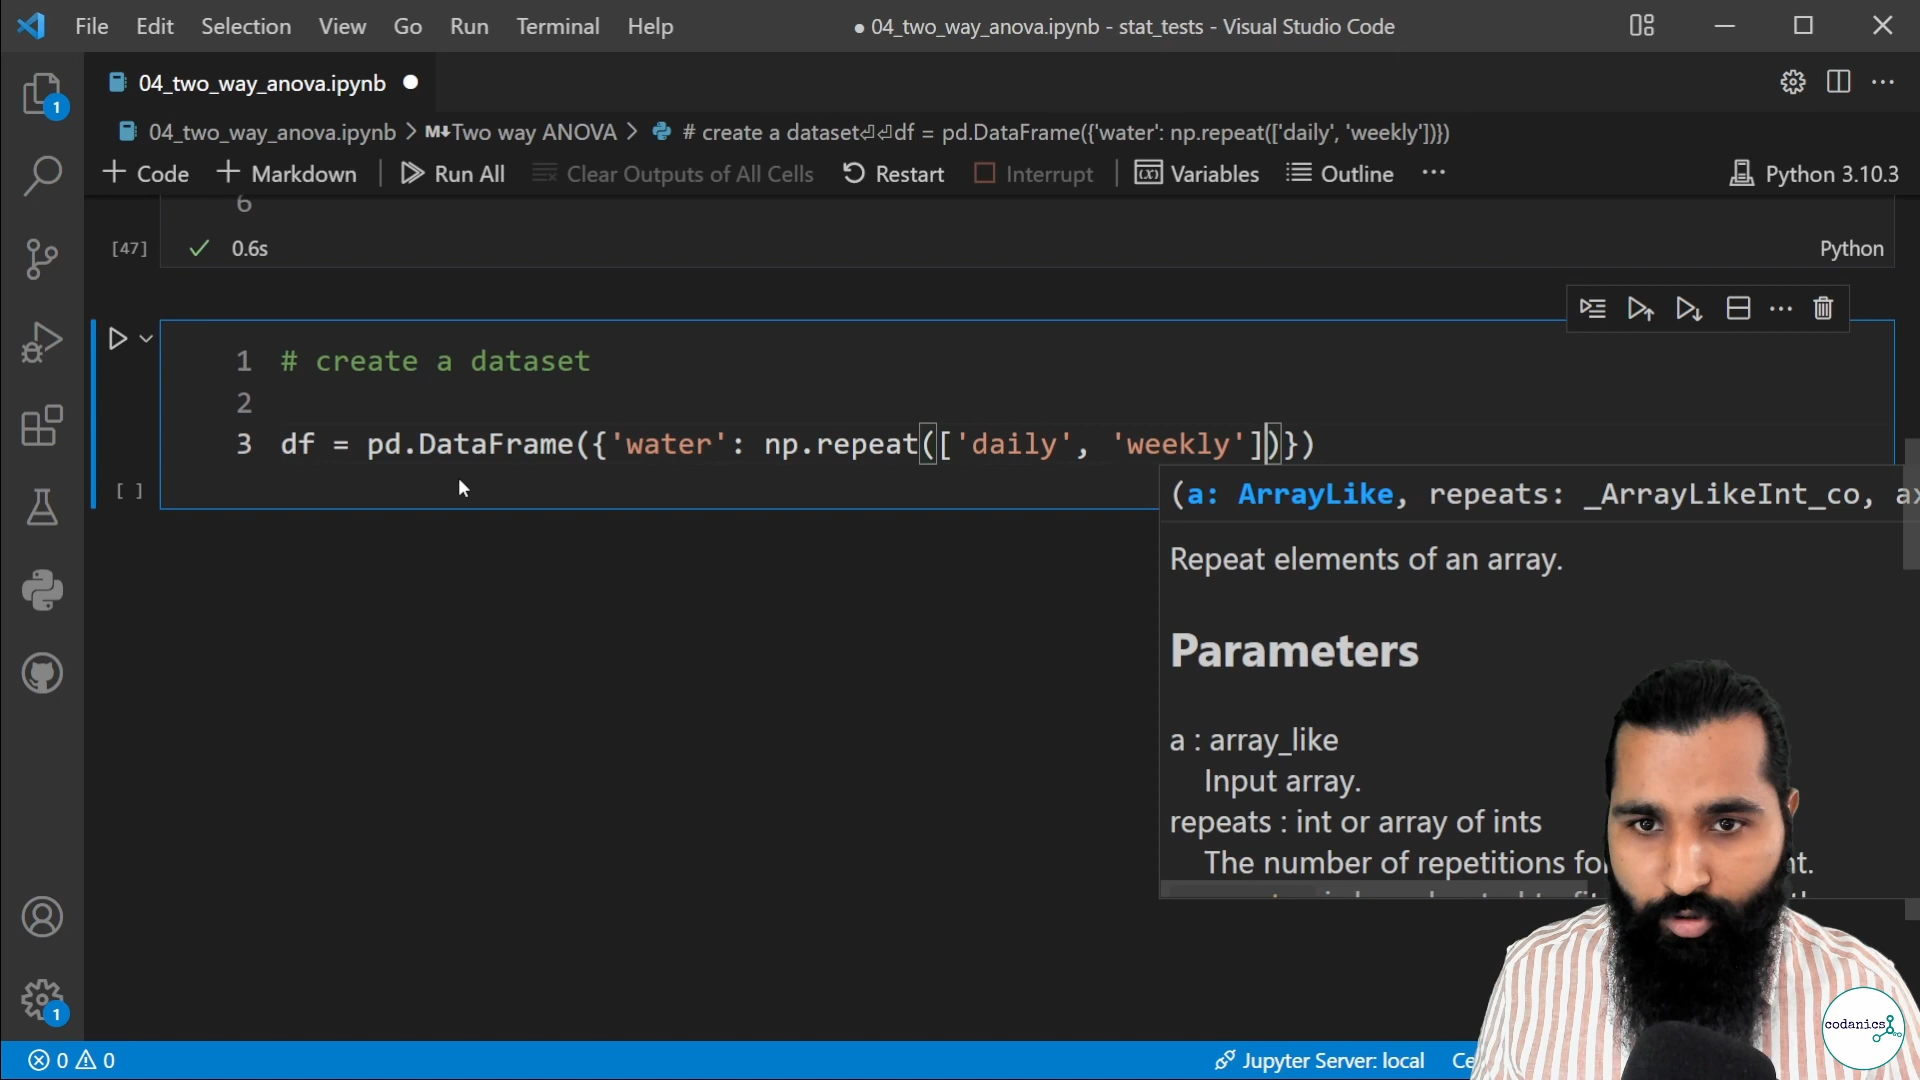 File Edit Selection View Go Run Terminal Help ● 04_two_way_anova.ipynb - stat_tests - Visual Studio Code
04_two_way_anova.ipynb ●
04_two_way_anova.ipynb > M↓Two way ANOVA > # create a dataset⏎⏎df = pd.DataFrame({'water': np.repeat(['daily', 'weekly'])})
+ Code + Markdown | Run All Clear Outputs of All Cells Restart Interrupt | Variables Outline ··· Python 3.10.3
6
[47] ✓ 0.6s Python
1 # create a dataset
2
3 df = pd.DataFrame({'water': np.repeat(['daily', 'weekly'])})
[ ]
(a: ArrayLike, repeats: _ArrayLikeInt_co,
Repeat elements of an array.
Parameters
a : array_like
Input array.
repeats : int or array of ints
The number of repetitions
1
1
0 0 Jupyter Server: local
codanics